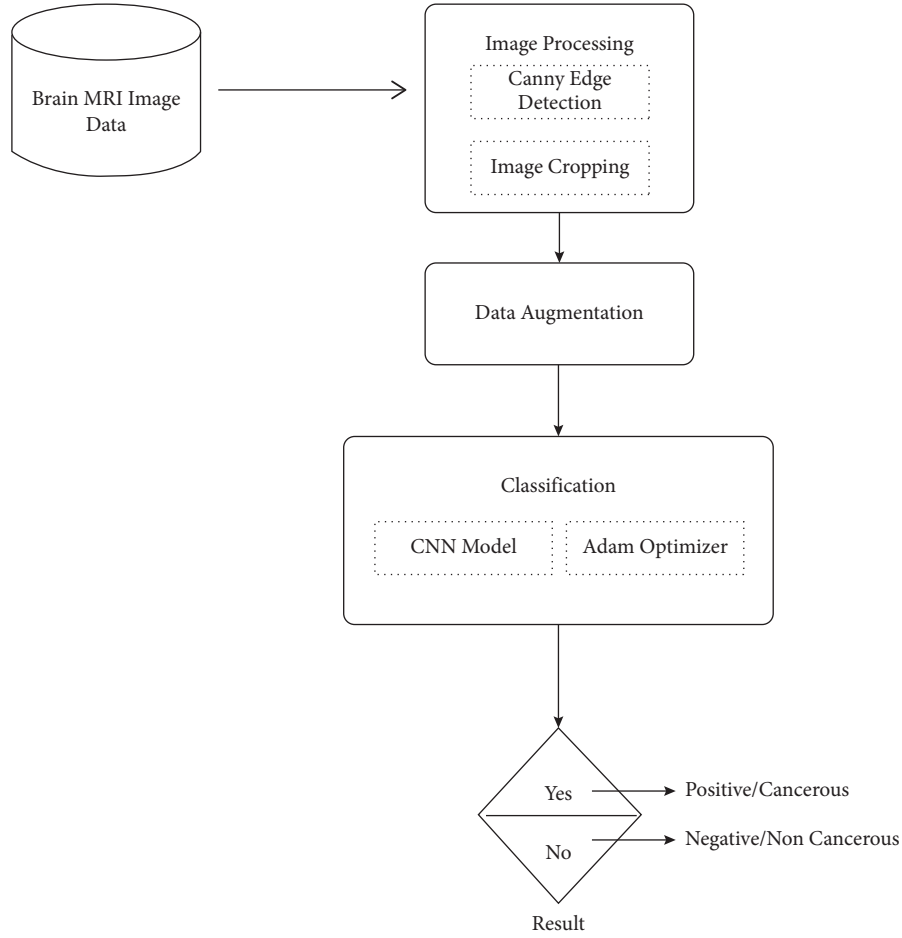 Brain MRI Image
Data
Image Processing
Canny Edge
Detection
Image Cropping
Data Augmentation
Classification
CNN Model
Adam Optimizer
Yes
Positive/Cancerous
No
Negative/Non Cancerous
Result